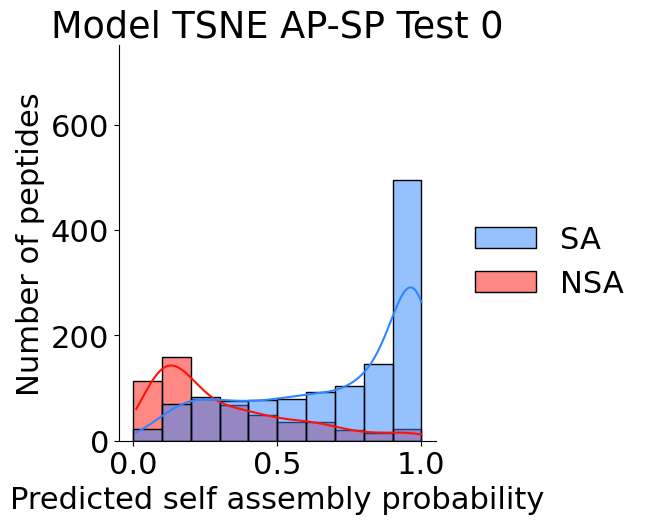 Model TSNE AP-SP Test 0
Number of peptides
600
400
200
0
0.0 0.5 1.0
Predicted self assembly probability
SA
NSA